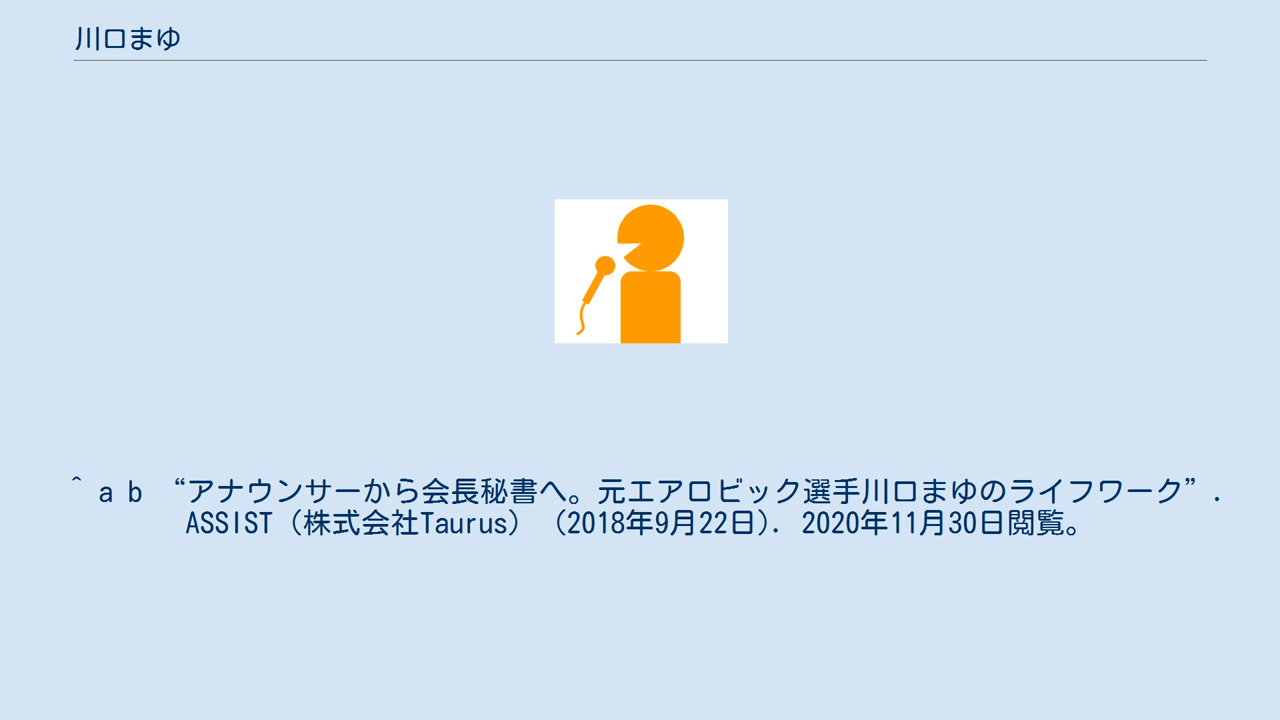 川口まゆ
^ a b “アナウンサーから会長秘書へ。元エアロビック選手川口まゆのライフワーク”.
ASSIST (株式会社Taurus) (2018年9月22日). 2020年11月30日閲覧。